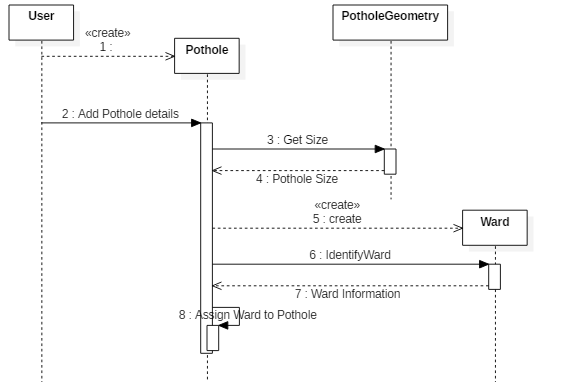 User
PotholeGeometry
«create»
1 :
Pothole
2 : Add Pothole details
3 : Get Size
4 : Pothole Size
«create»
5 : create
Ward
6 : IdentifyWard
7 : Ward Information
8 : Assign Ward to Pothole